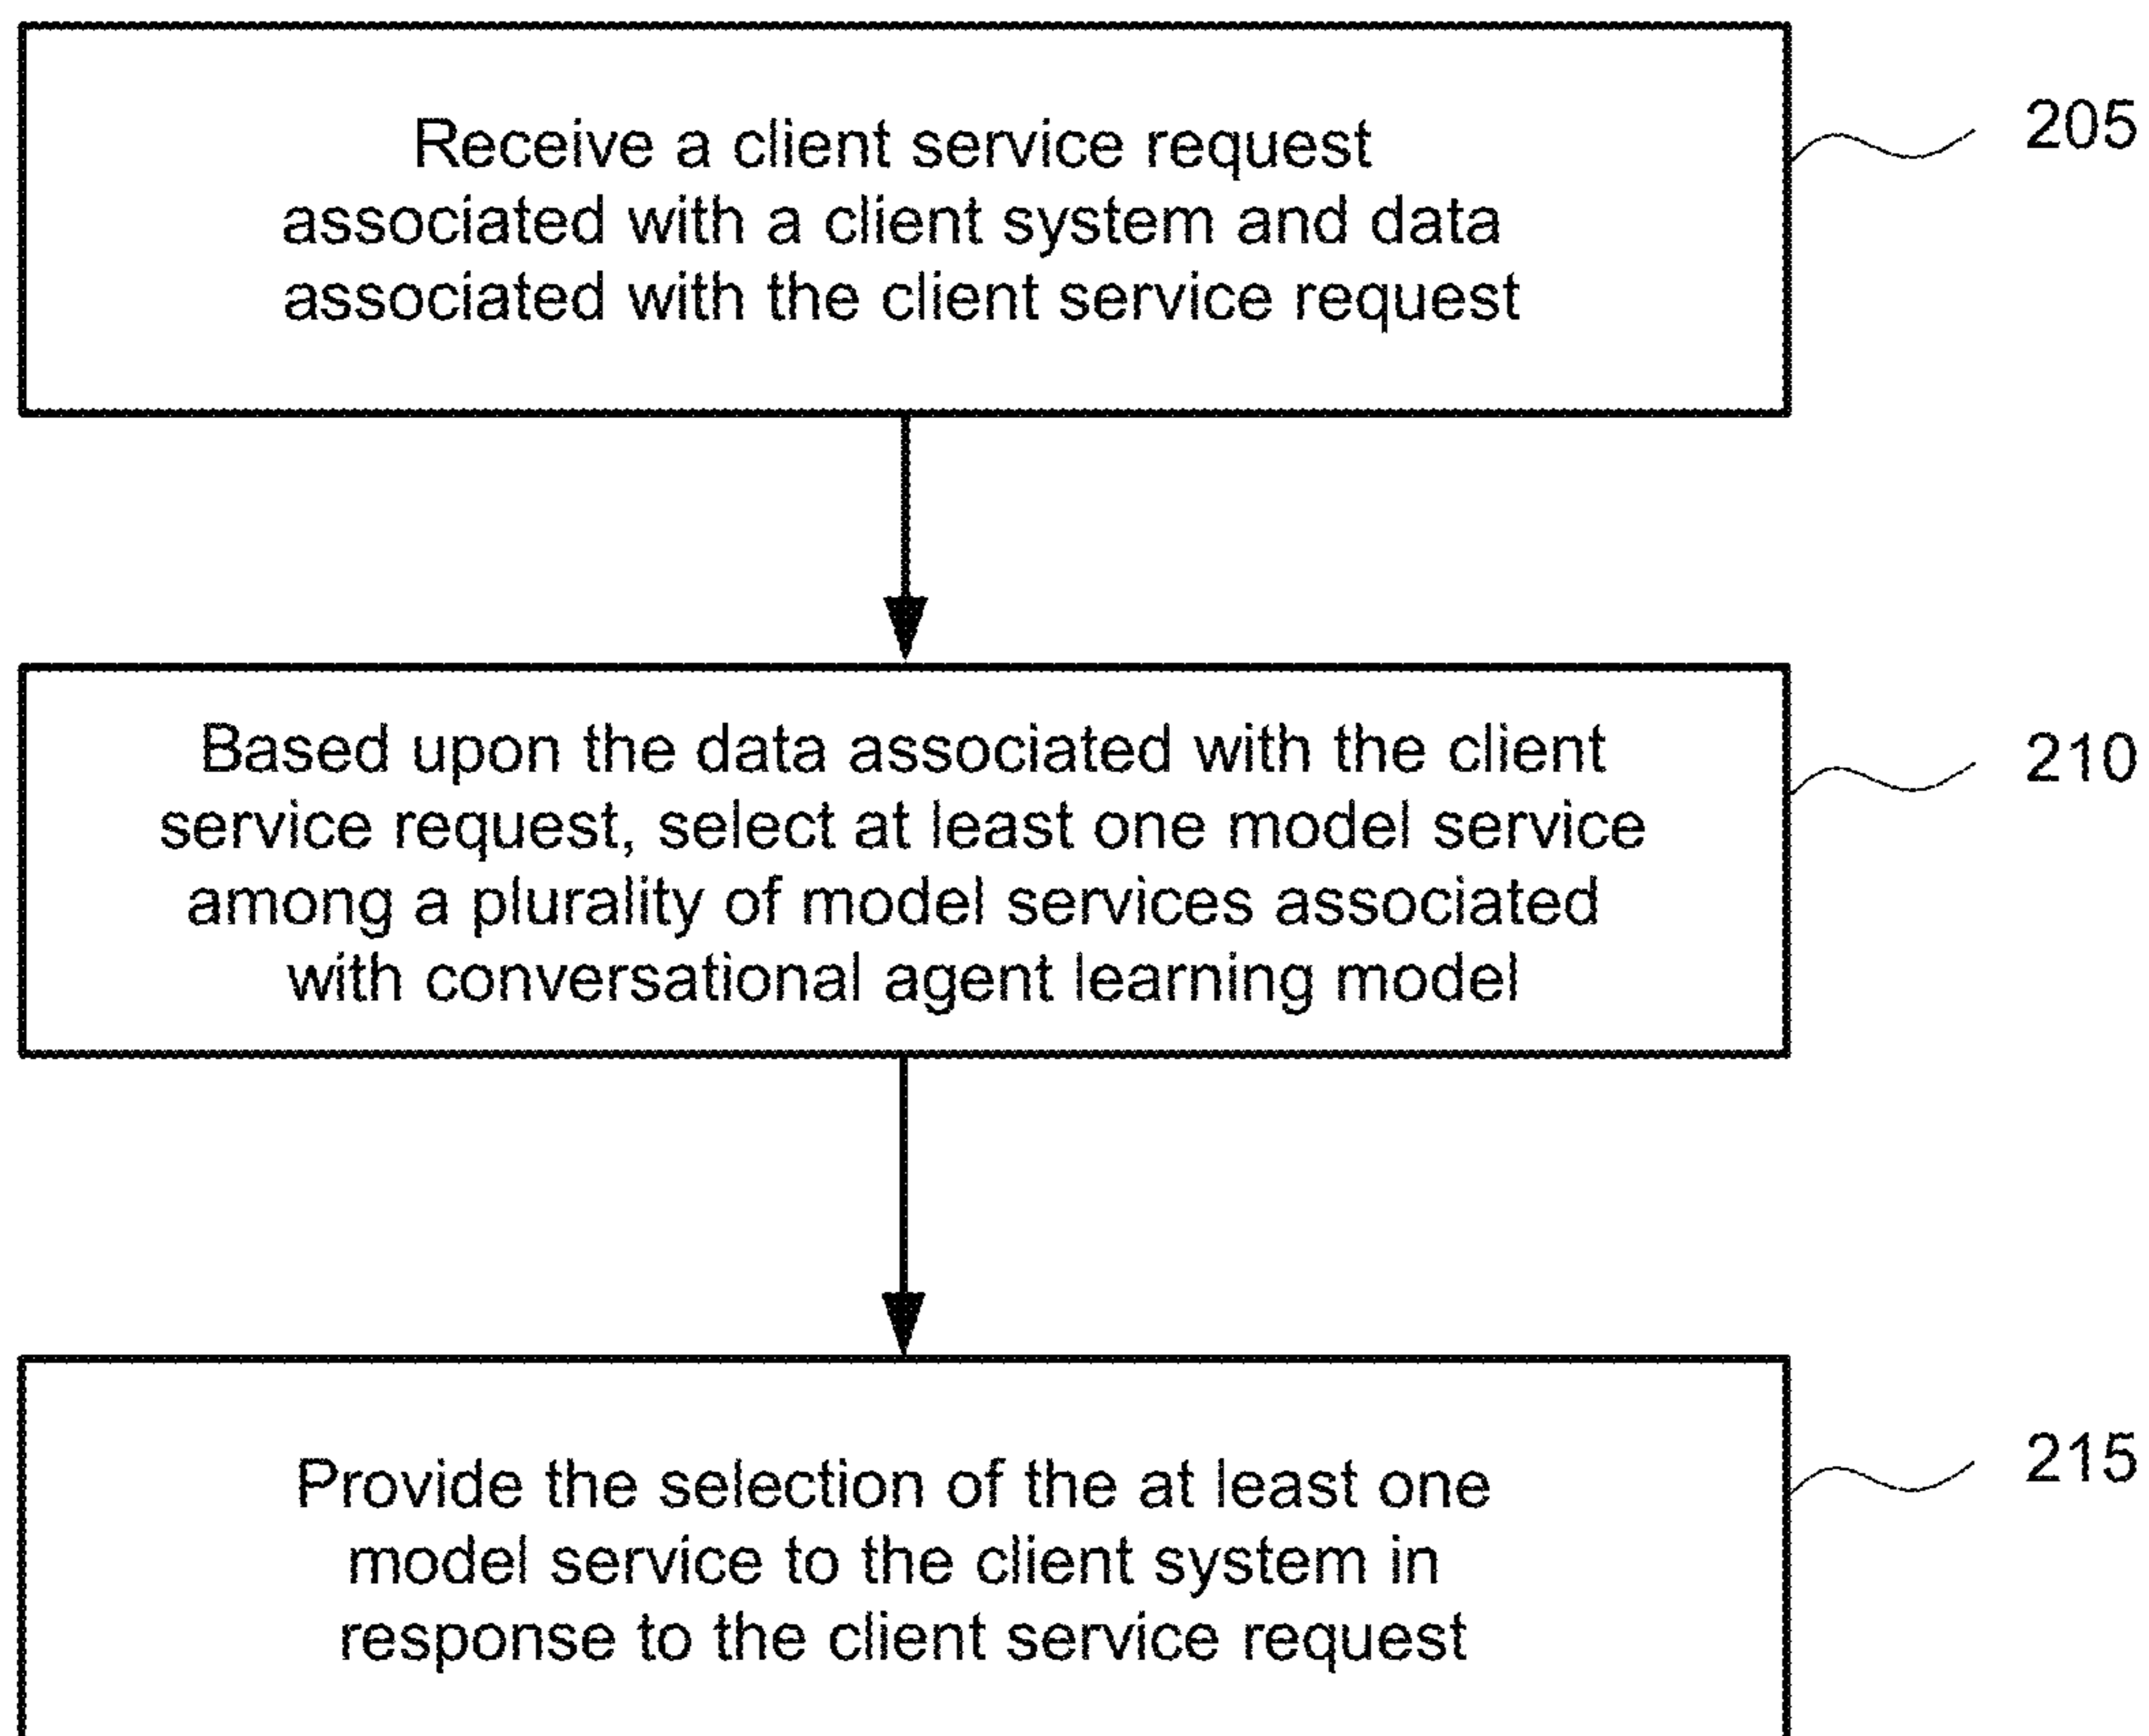 Receive a client service request
associated with a client system and data
associated with the client service request
205
Based upon the data associated with the client
service request, select at least one model service
among a plurality of model services associated
with conversational agent learning model
210
Provide the selection of the at least one
model service to the client system in
response to the client service request
215